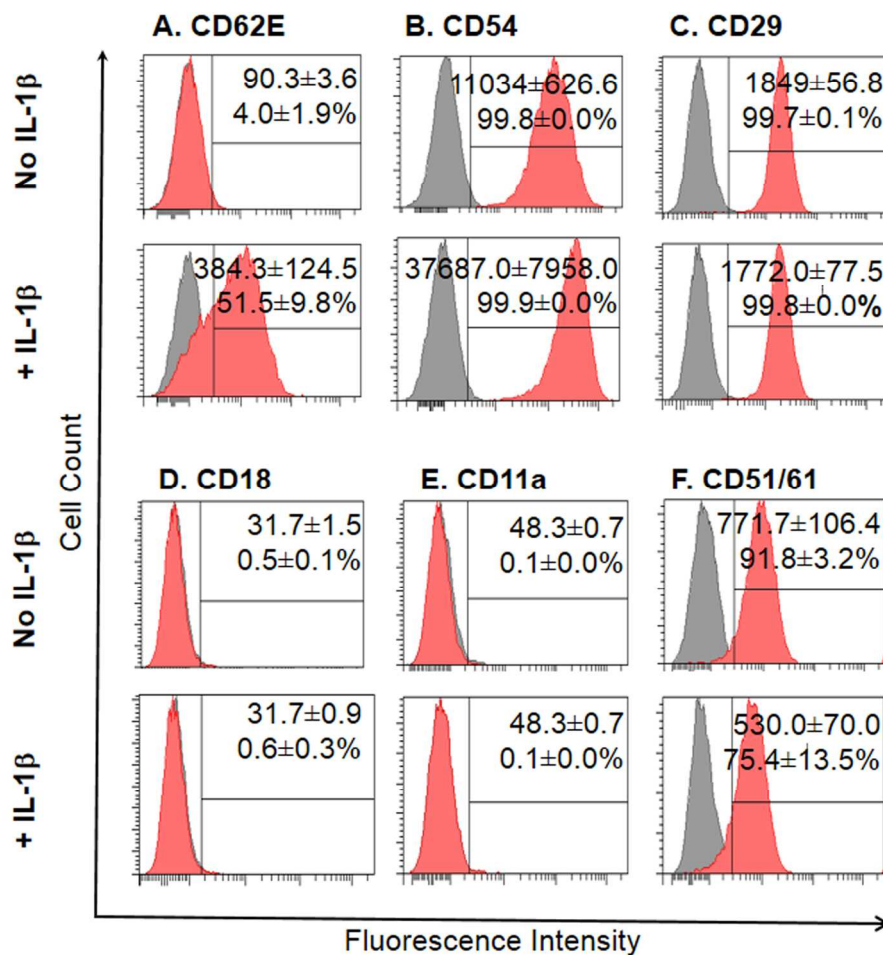 A. CD62E
B. CD54
C. CD29
No IL-1β
90.3±3.6
4.0±1.9%
11034±626.6
99.8±0.0%
1849±56.8
99.7±0.1%
+ IL-1β
384.3±124.5
51.5±9.8%
37687.0±7958.0
99.9±0.0%
1772.0±77.5
99.8±0.0%
Cell Count
D. CD18
E. CD11a
F. CD51/61
No IL-1β
31.7±1.5
0.5±0.1%
48.3±0.7
0.1±0.0%
771.7±106.4
91.8±3.2%
+ IL-1β
31.7±0.9
0.6±0.3%
48.3±0.7
0.1±0.0%
530.0±70.0
75.4±13.5%
Fluorescence Intensity